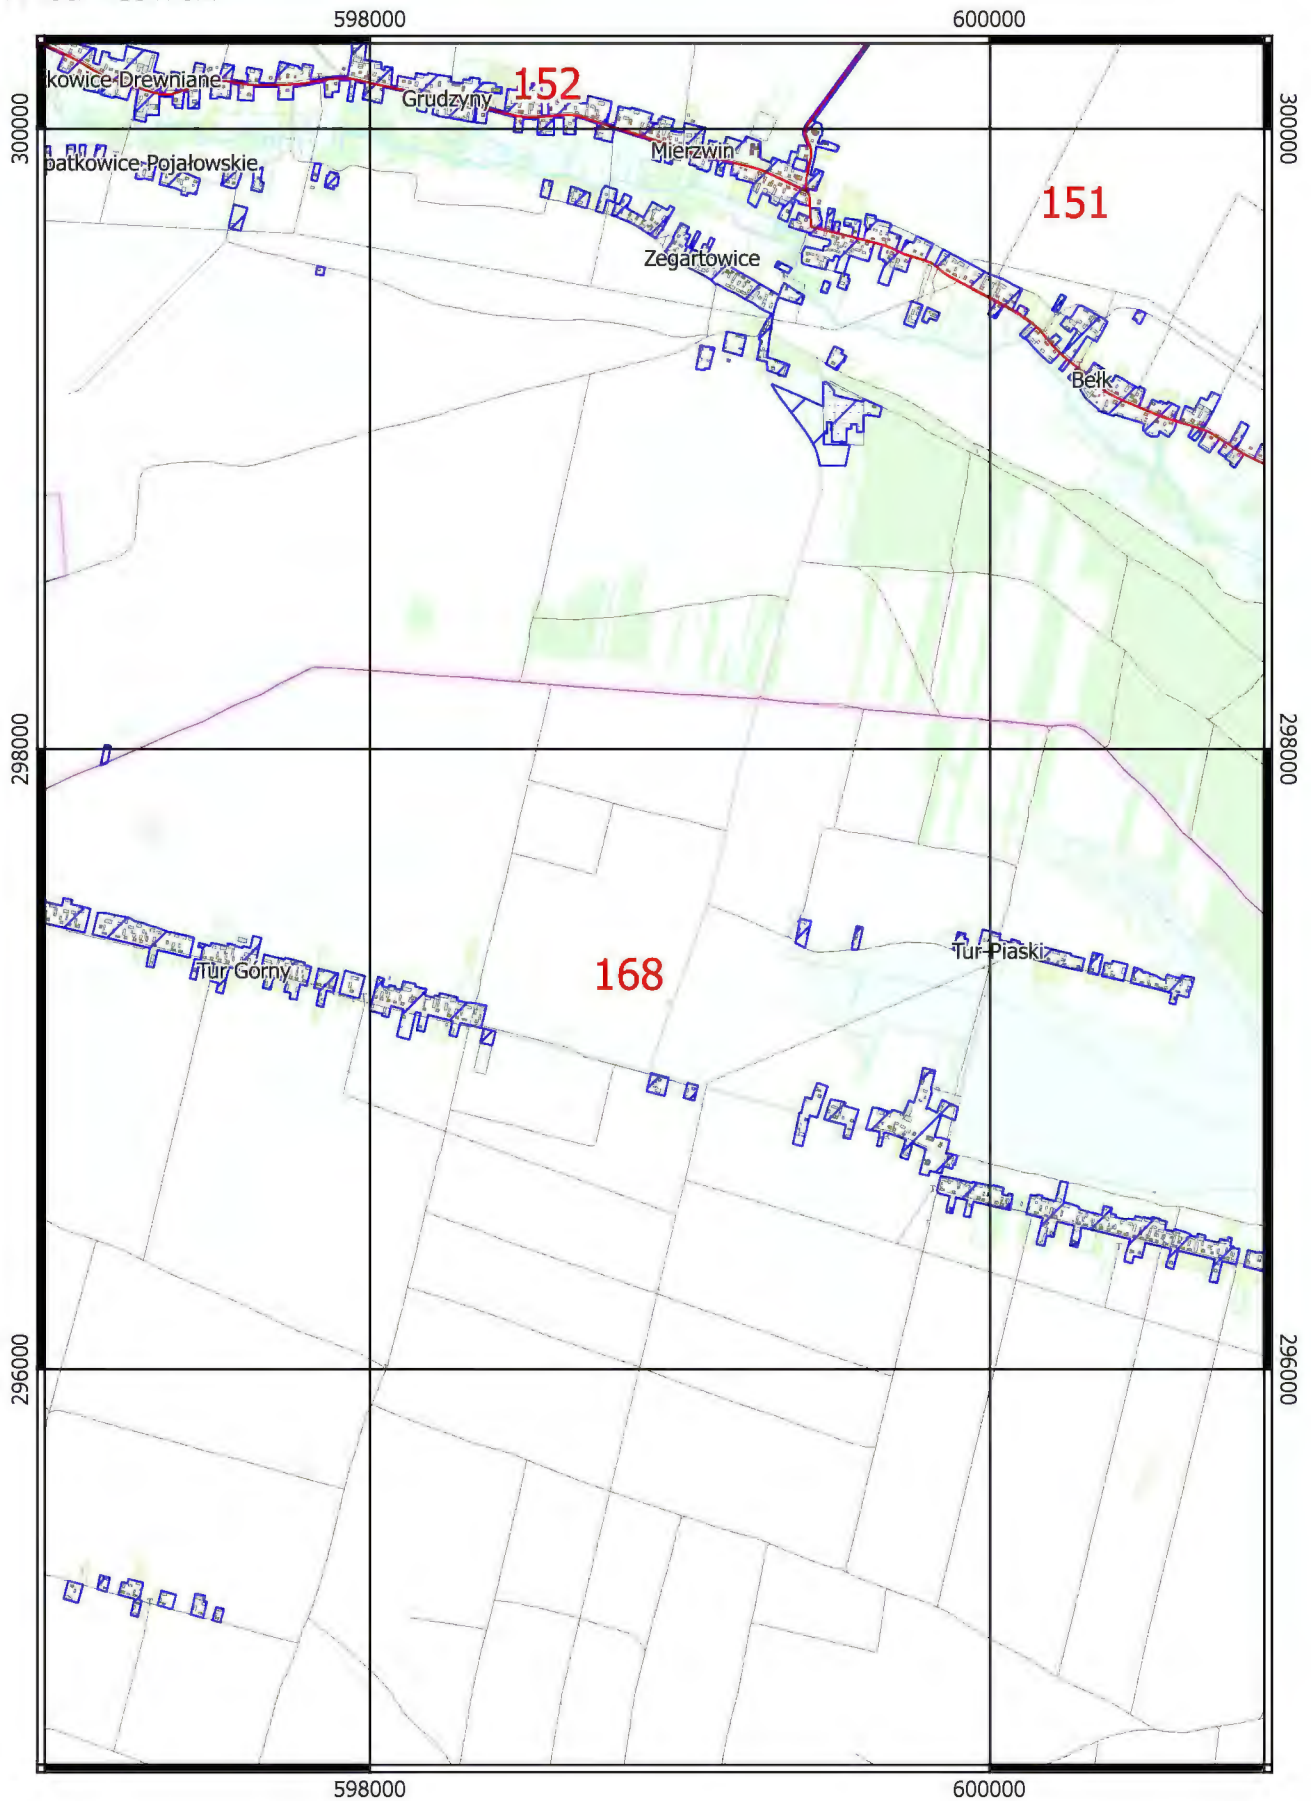 598000
600000
kowice-Drewniane
152
Grudzyny
300000
300000
Mierzwin
patkowice-Pojałowskie
151
Zegartowice
Bełk
298000
298000
Tur-Piaski
Tur Górny
168
296000
296000
598000
600000